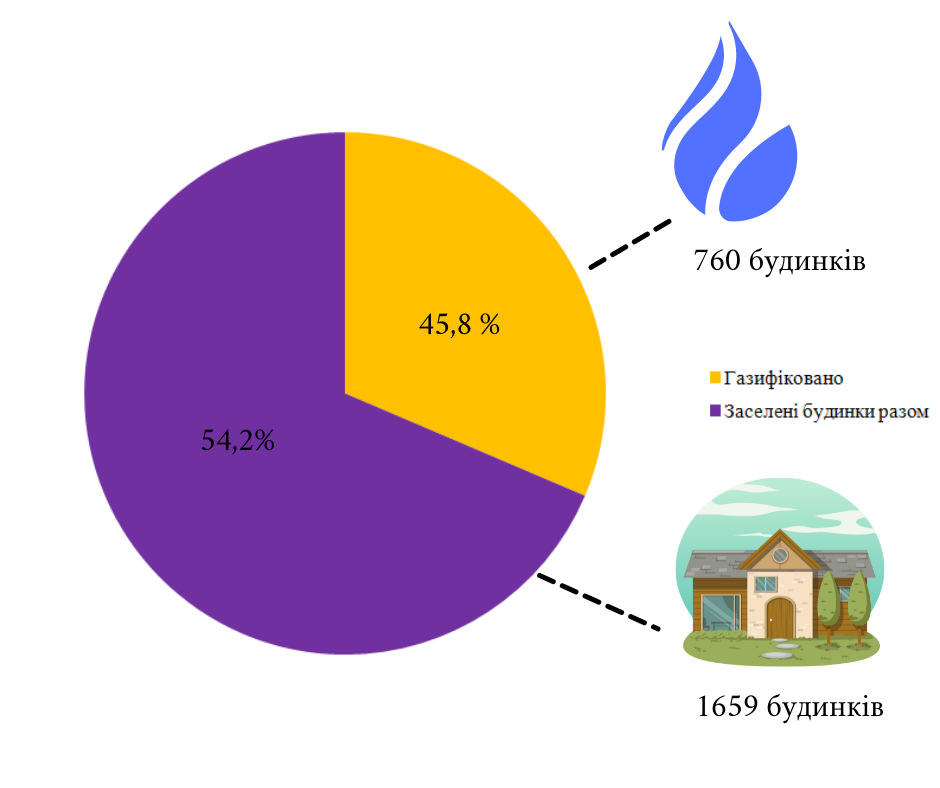 760 будинків
45,8 %
Газифіковано
Заселені будинки разом
54,2%
1659 будинків